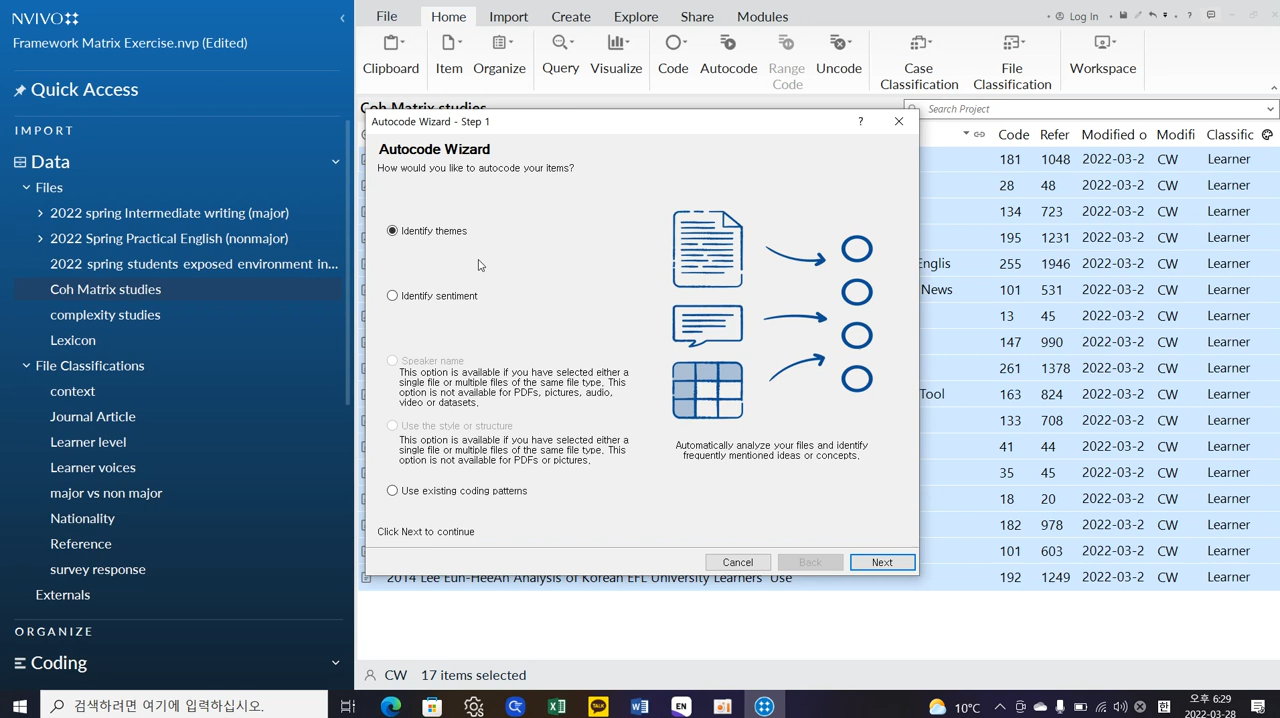 NVIVO
Framework Matrix Exercise.nvp (Edited)
Quick Access
IMPORT
Data
Files
2022 spring Intermediate writing (major)
2022 Spring Practical English (nonmajor)
2022 spring students exposed environment in...
Coh Matrix studies
complexity studies
Lexicon
File Classifications
context
Journal Article
Learner level
Learner voices
major vs non major
Nationality
Reference
survey response
Externals
ORGANIZE
Coding
File Home Import Create Explore Share Modules
Log In
Clipboard Item Organize Query Visualize Code Autocode Range Code Uncode Case Classification File Classification Workspace
Coh Matrix studies
Search Project
Code Refer Modified o Modifi Classific
181 1048 2022-03-2 CW Learner
28 48 2022-03-2 CW Learner
134 723 2022-03-2 CW Learner
195 1231 2022-03-2 CW Learner
Englis 255 1946 2022-03-2 CW Learner
News 101 531 2022-03-2 CW Learner
13 45 2022-03-2 CW Learner
147 990 2022-03-2 CW Learner
261 1378 2022-03-2 CW Learner
Tool 163 824 2022-03-2 CW Learner
133 708 2022-03-2 CW Learner
41 446 2022-03-2 CW Learner
35 45 2022-03-2 CW Learner
18 20 2022-03-2 CW Learner
182 978 2022-03-2 CW Learner
101 603 2022-03-2 CW Learner
2014 Lee Eun-HeeAn Analysis of Korean EFL University Learners' Use 192 1249 2022-03-2 CW Learner
Autocode Wizard - Step 1
Autocode Wizard
How would you like to autocode your items?
Identify themes
Identify sentiment
Speaker name
This option is available if you have selected either a
single file or multiple files of the same file type. This
option is not available for PDFs, pictures, audio,
video or datasets.
Use the style or structure
This option is available if you have selected either a
single file or multiple files of the same file type. This
option is not available for PDFs or pictures.
Use existing coding patterns
Automatically analyze your files and identify
frequently mentioned ideas or concepts.
Click Next to continue
Cancel Back Next
CW 17 items selected
검색하려면 여기에 입력하십시오.
TALK
EN
10°C
한
오후 6:29
2022-03-28